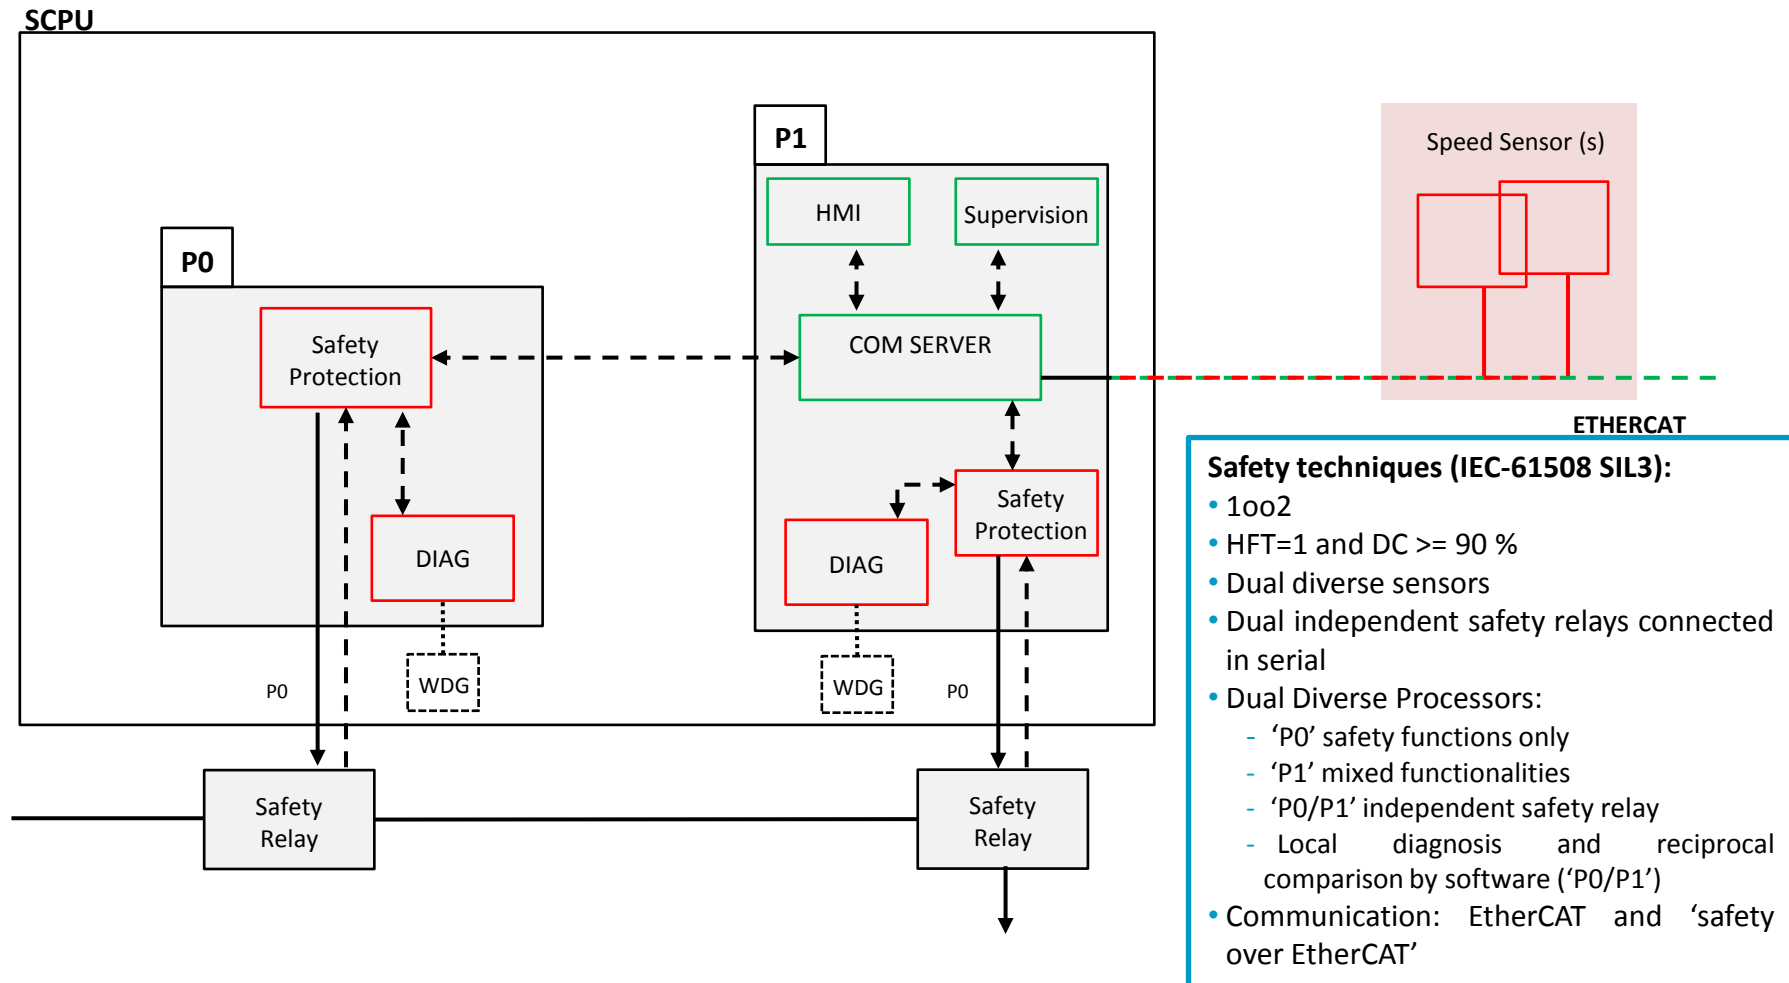 SCPU
P1
HMI
Supervision
COM SERVER
Safety
Protection
DIAG
WDG
P0
P0
Safety
Protection
DIAG
WDG
P0
Safety
Relay
Safety
Relay
Speed Sensor (s)
ETHERCAT
Safety techniques (IEC-61508 SIL3):
• 1oo2
• HFT=1 and DC >= 90 %
• Dual diverse sensors
• Dual independent safety relays connected
in serial
• Dual Diverse Processors:
- ‘P0’ safety functions only
- ‘P1’ mixed functionalities
- ‘P0/P1’ independent safety relay
- Local diagnosis and reciprocal
comparison by software (‘P0/P1’)
• Communication: EtherCAT and ‘safety
over EtherCAT’